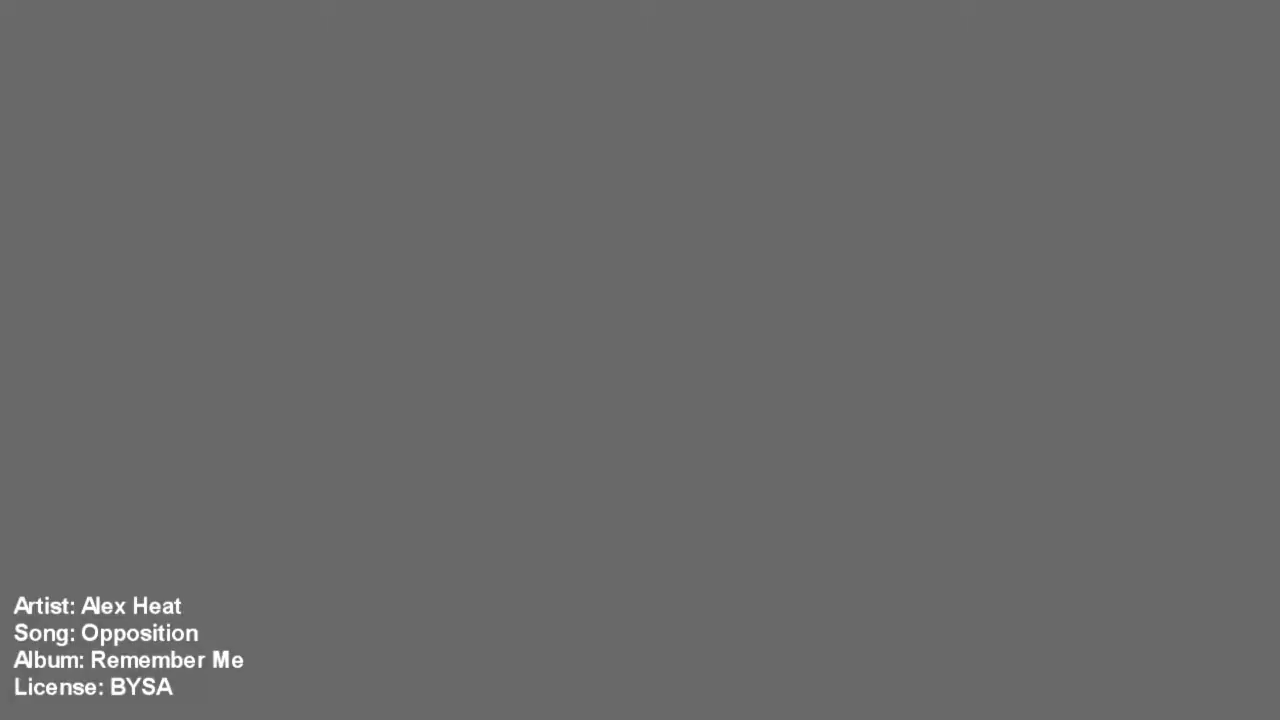 Artist: Alex Heat
Song: Opposition
Album: Remember Me
License: BYSA